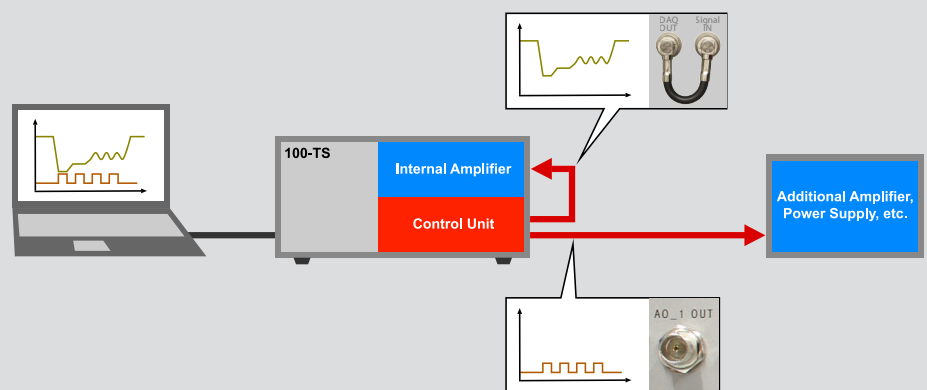 DAQ Signal
OUT IN
100-TS
Internal Amplifier
Control Unit
Additional Amplifier,
Power Supply, etc.
AO_1 OUT